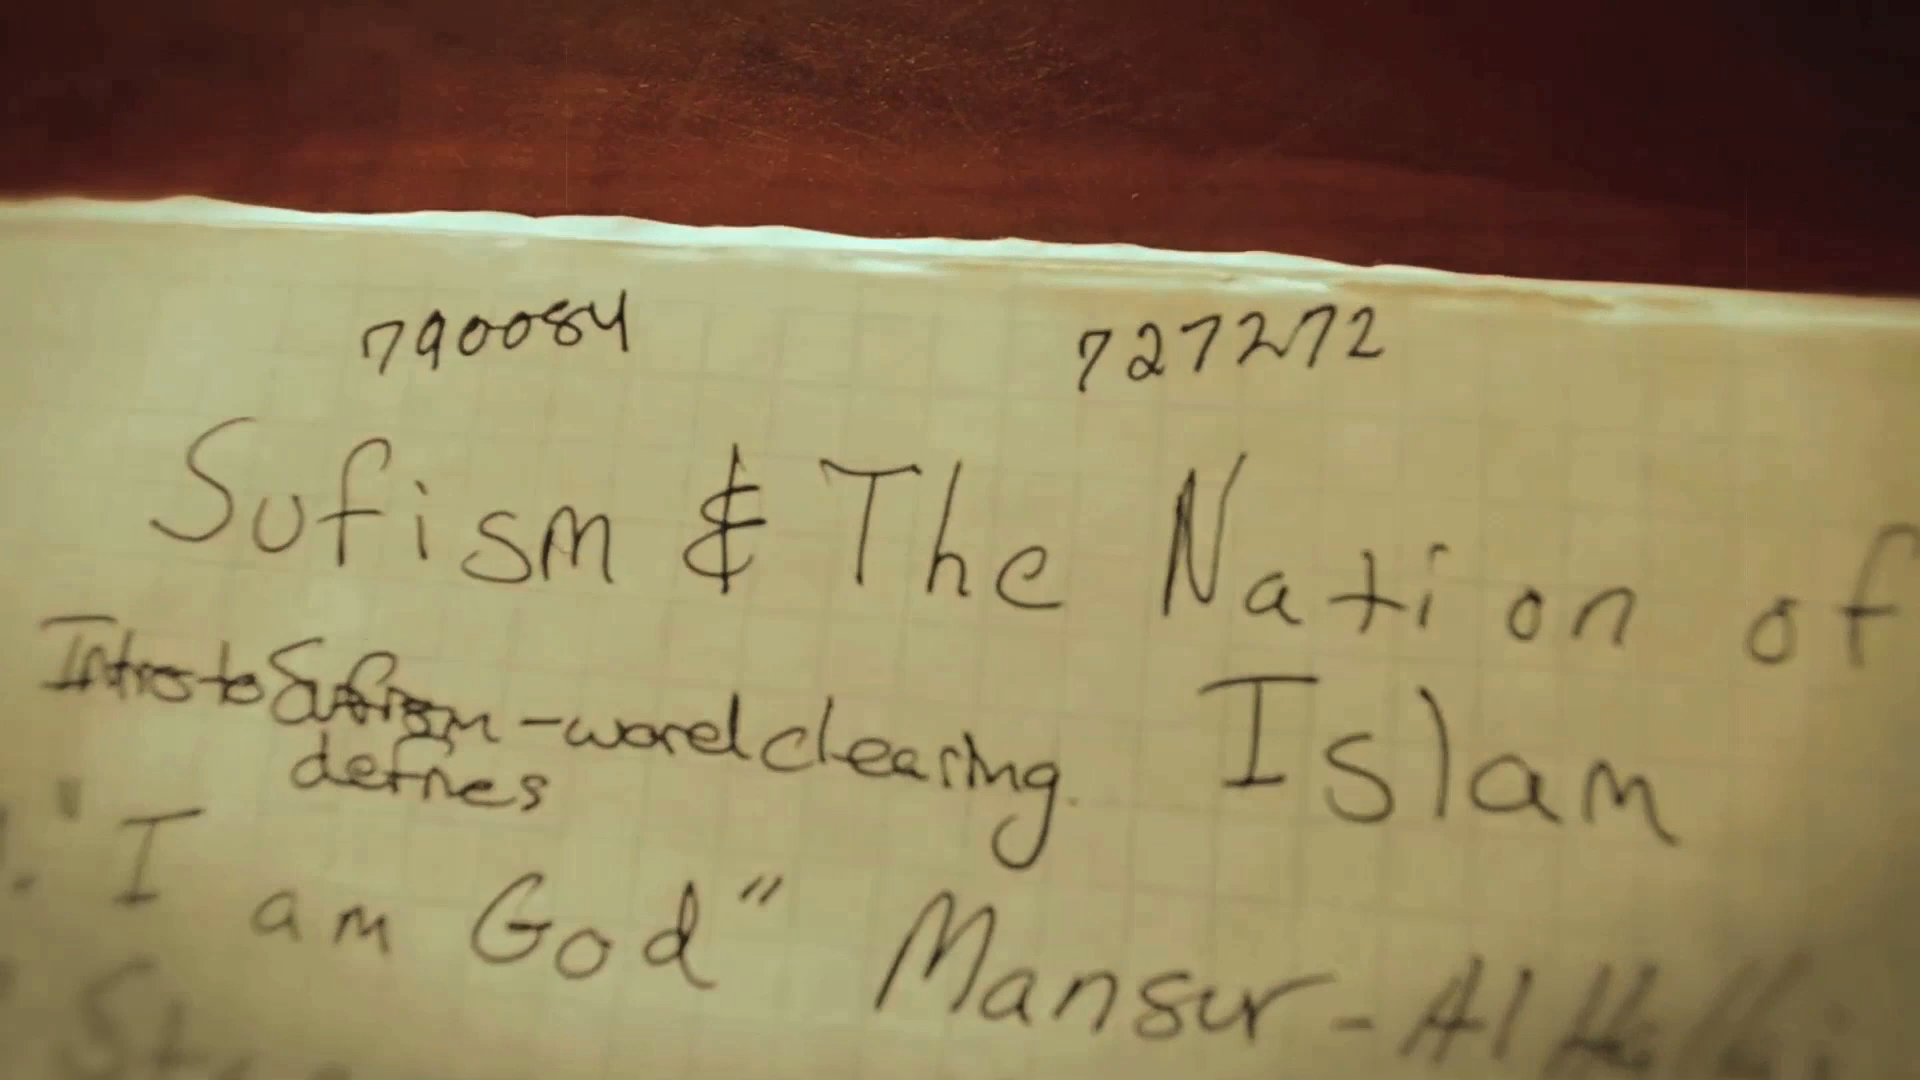 790084 727272
Sufism & The Nation of
Islam
Intro to Sufism - word clearing.
defines
"I am God" Mansur - Al